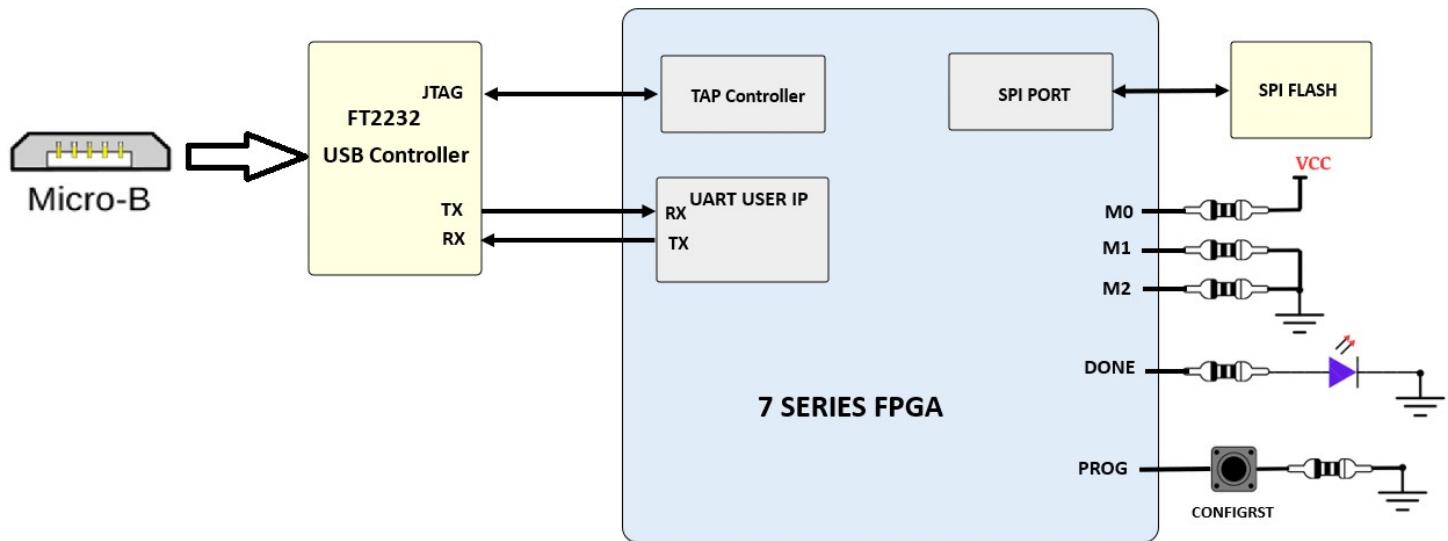 Micro-B
JTAG
FT2232
USB Controller
TX
RX
TAP Controller
UART USER IP
RX
TX
SPI PORT
SPI FLASH
VCC
M0
M1
M2
DONE
7 SERIES FPGA
PROG
CONFIGRST